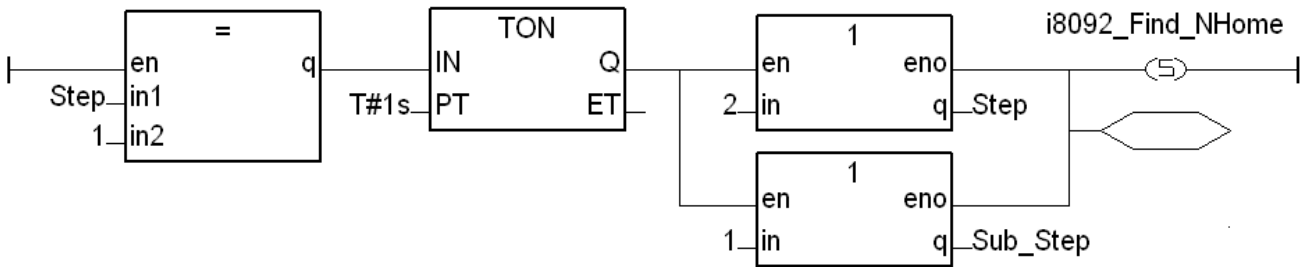 i8092_Find_NHome
= TON 1
en q IN Q en eno S
Step in1 T#1s PT ET 2 in q Step
1 in2
1
en eno
1 in q Sub_Step